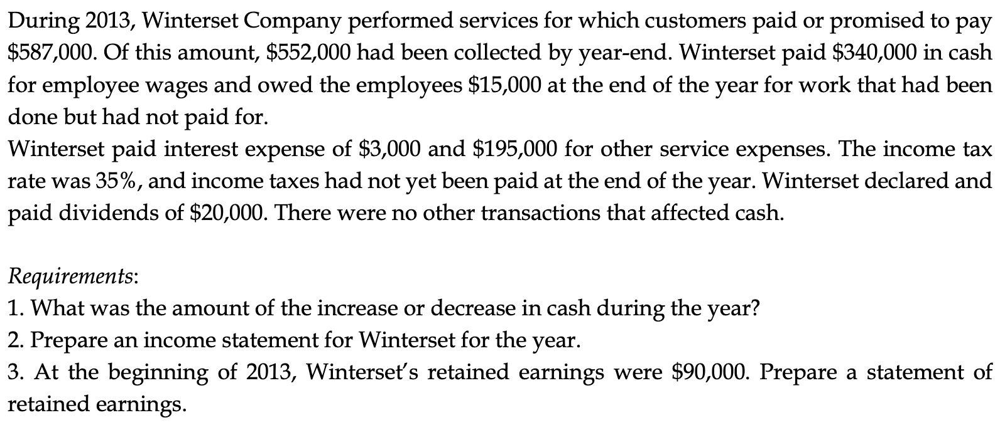 During 2013, Winterset Company performed services for which customers paid or promised to pay
$587,000. Of this amount, $552,000 had been collected by year-end. Winterset paid $340,000 in cash
for employee wages and owed the employees $15,000 at the end of the year for work that had been
done but had not paid for.
Winterset paid interest expense of $3,000 and $195,000 for other service expenses. The income tax
rate was 35%, and income taxes had not yet been paid at the end of the year. Winterset declared and
paid dividends of $20,000. There were no other transactions that affected cash.
Requirements:
1. What was the amount of the increase or decrease in cash during the year?
2. Prepare an income statement for Winterset for the year.
3. At the beginning of 2013, Winterset’s retained earnings were $90,000. Prepare a statement of
retained earnings.